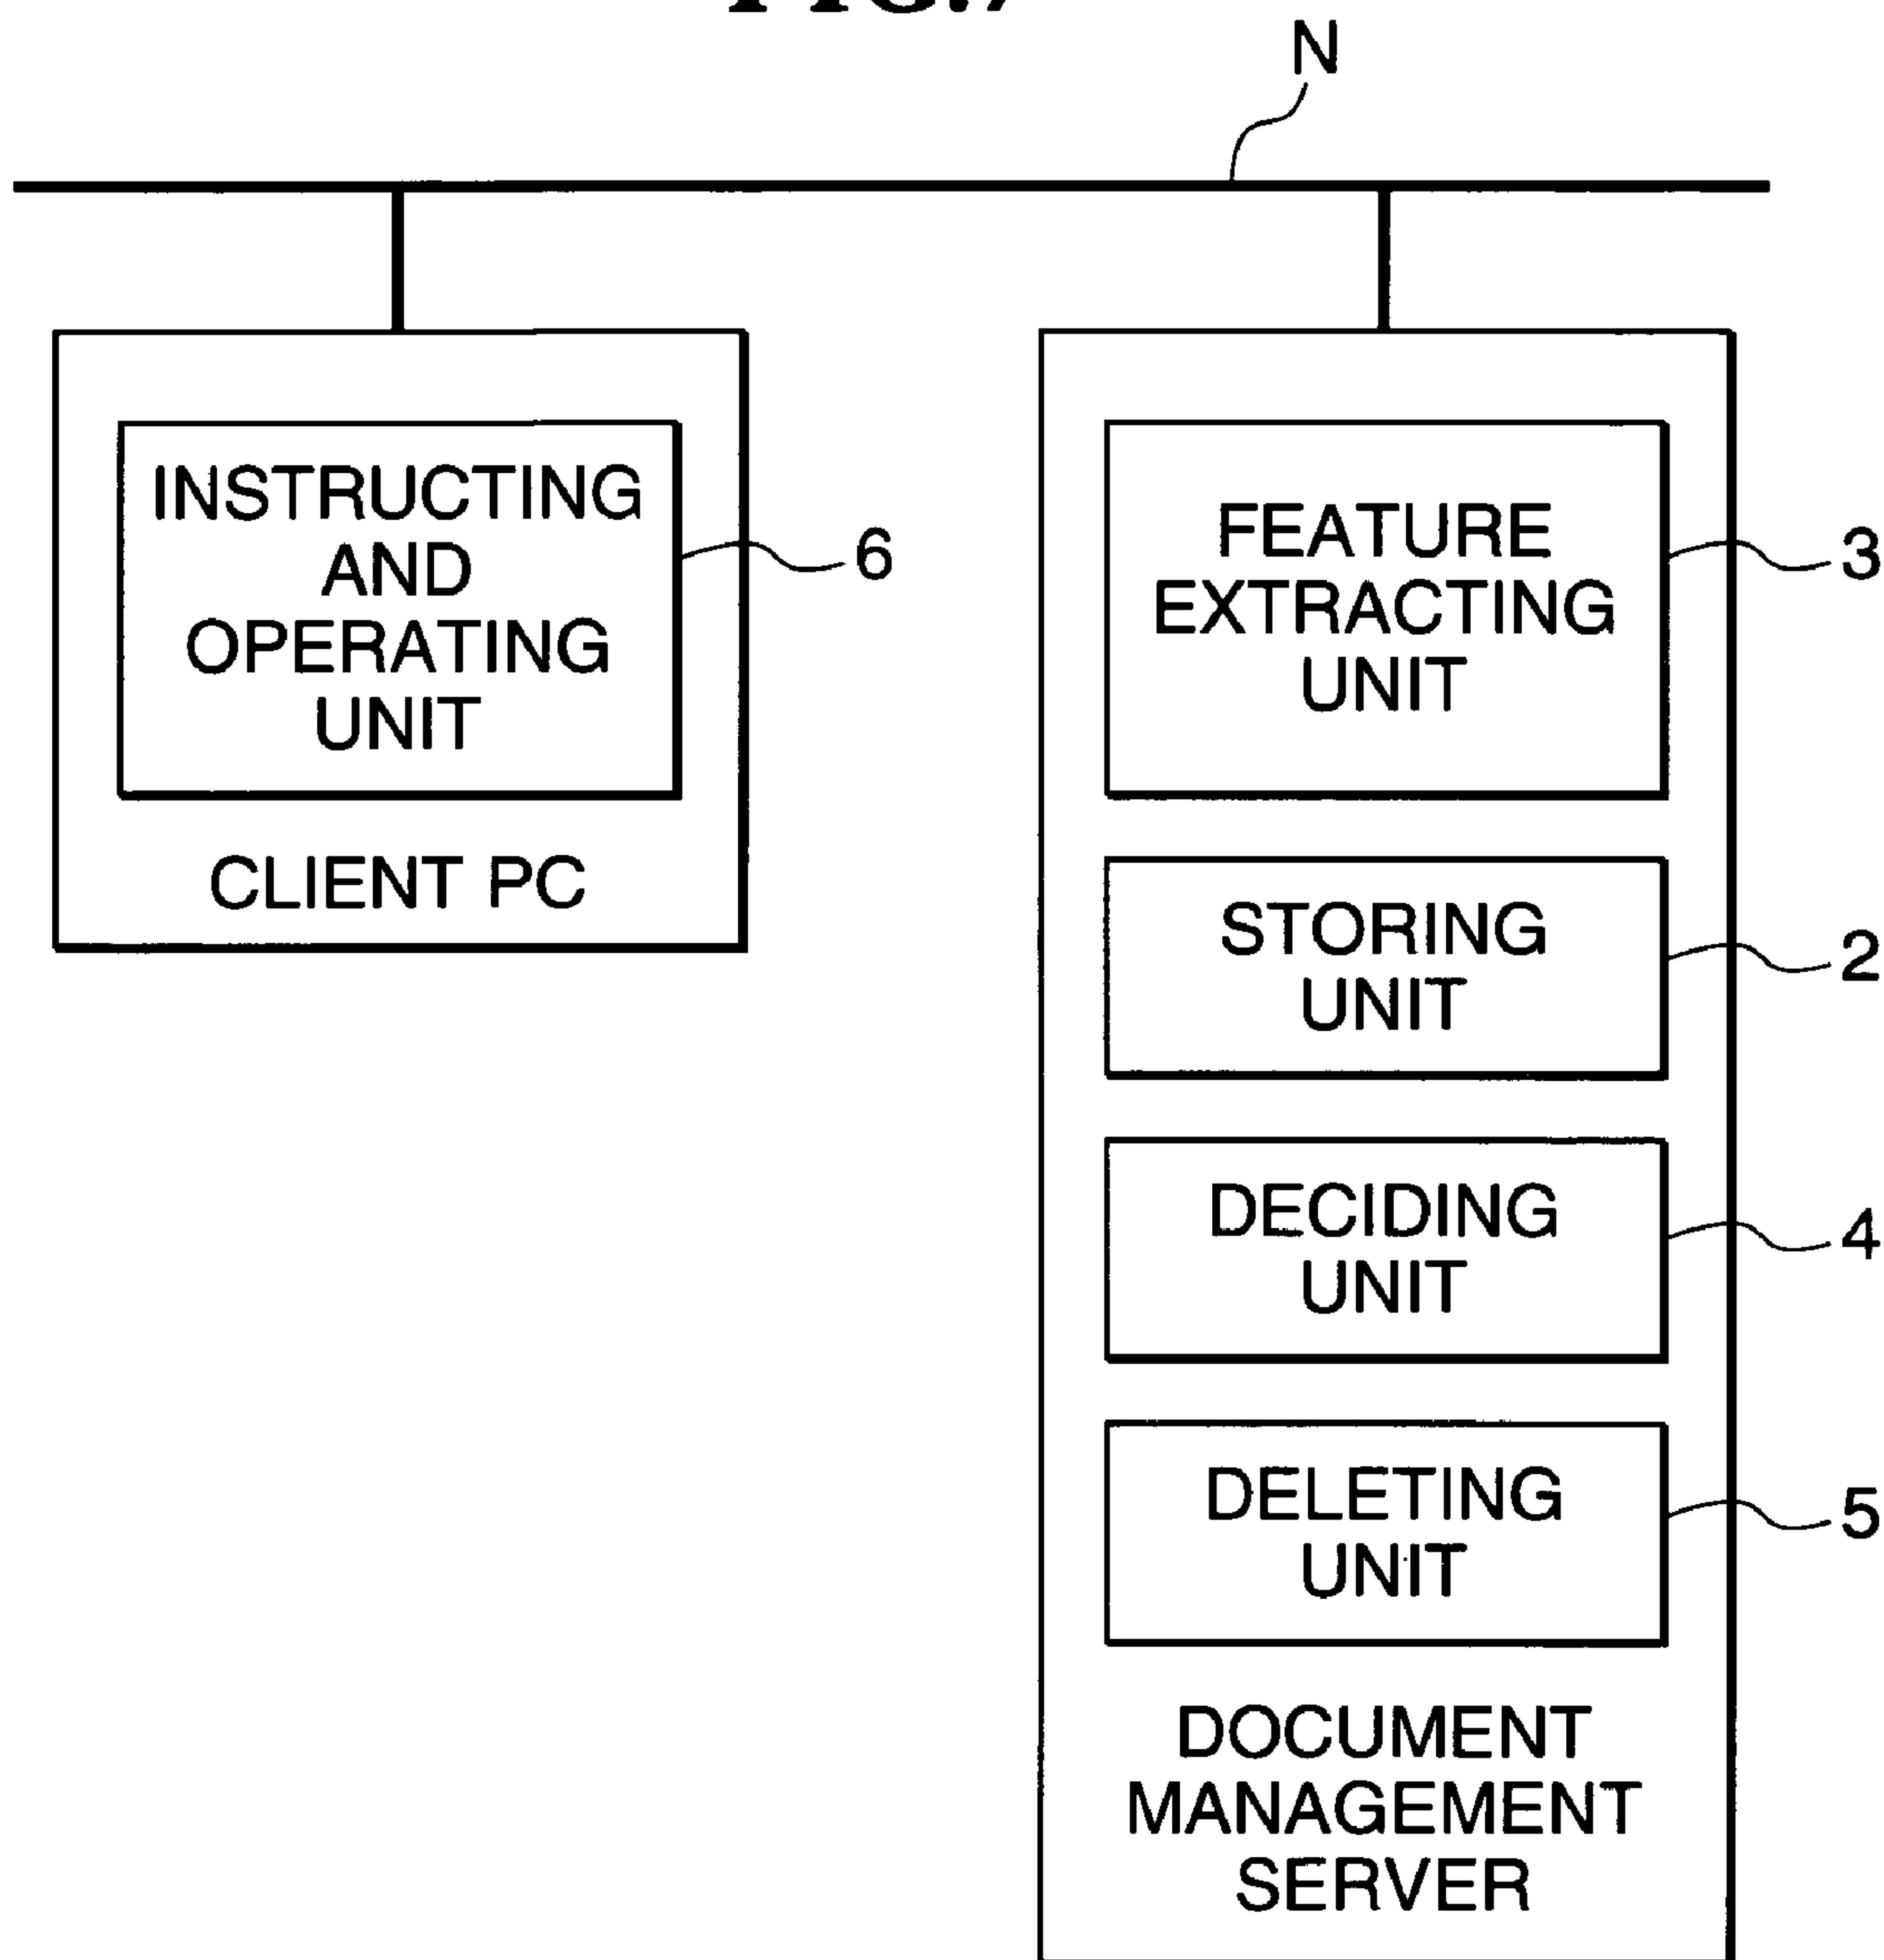 N
INSTRUCTING
AND
OPERATING
UNIT
6
CLIENT PC
FEATURE
EXTRACTING
UNIT
3
STORING
UNIT
2
DECIDING
UNIT
4
DELETING
UNIT
5
DOCUMENT
MANAGEMENT
SERVER